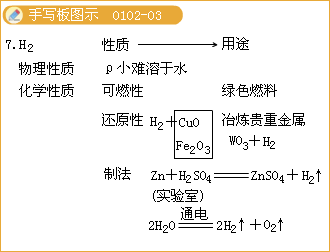 手写板图示 0102-03
7.H₂ 性质 ⟶ 用途
物理性质 ρ小难溶于水
化学性质 可燃性 绿色燃料
还原性 H₂+ CuO 冶炼贵重金属
Fe₂O₃ WO₃+H₂
制法 Zn+H₂SO₄══ZnSO₄+H₂↑
(实验室)
通电
2H₂O══2H₂↑+O₂↑